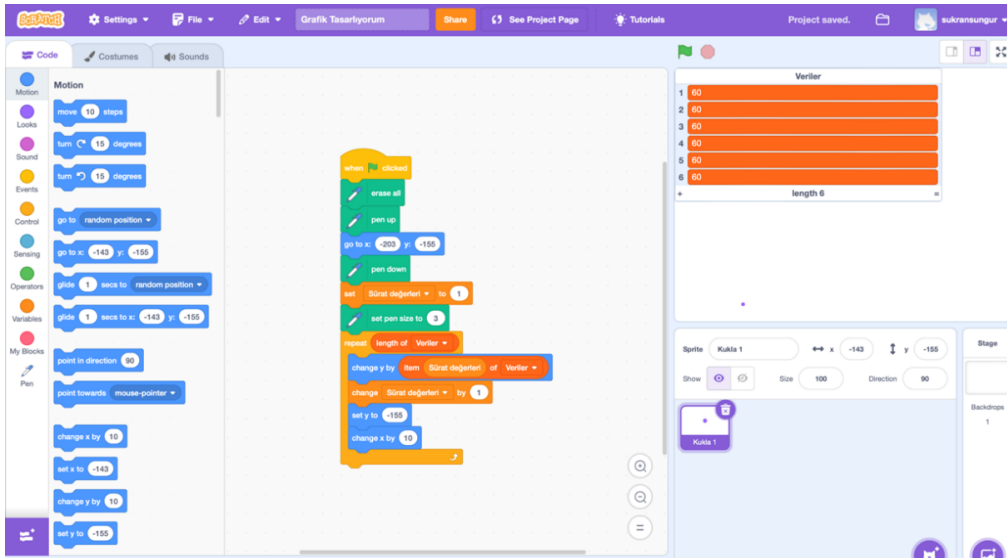 SCRATCH Settings File Edit Grafik Tasarlıyorum Share See Project Page Tutorials Project saved. sukransungur
Code Costumes Sounds
Motion
Looks
Sound
Events
Control
Sensing
Operators
Variables
My Blocks
Pen
Motion
move 10 steps
turn 15 degrees
turn 15 degrees
go to random position
go to x: -143 y: -155
glide 1 secs to random position
glide 1 secs to x: -143 y: -155
point in direction 90
point towards mouse-pointer
change x by 10
set x to -143
change y by 10
set y to -155
when clicked
erase all
pen up
go to x: -203 y: -155
pen down
set Sürat değerleri to 1
set pen size to 3
repeat length of Veriler
change y by item Sürat değerleri of Veriler
change Sürat değerleri by 1
set y to -155
change x by 10
Veriler
1 60
2 60
3 60
4 60
5 60
6 60
+ length 6 =
Sprite Kukla 1 x -143 y -155
Show Size 100 Direction 90
Kukla 1
Stage
Backdrops
1